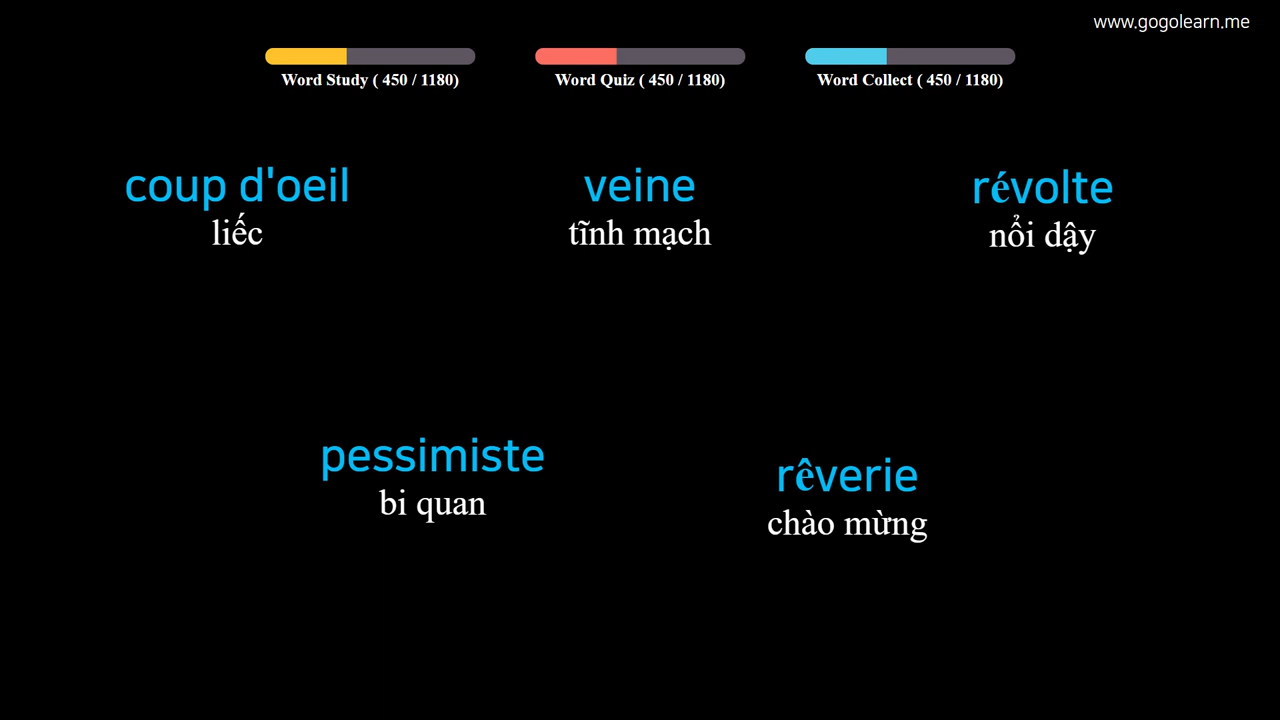 www.gogolearn.me
Word Study ( 450 / 1180)
Word Quiz ( 450 / 1180)
Word Collect ( 450 / 1180)
coup d'oeil
liếc
veine
tĩnh mạch
révolte
nổi dậy
pessimiste
bi quan
rêverie
chào mừng